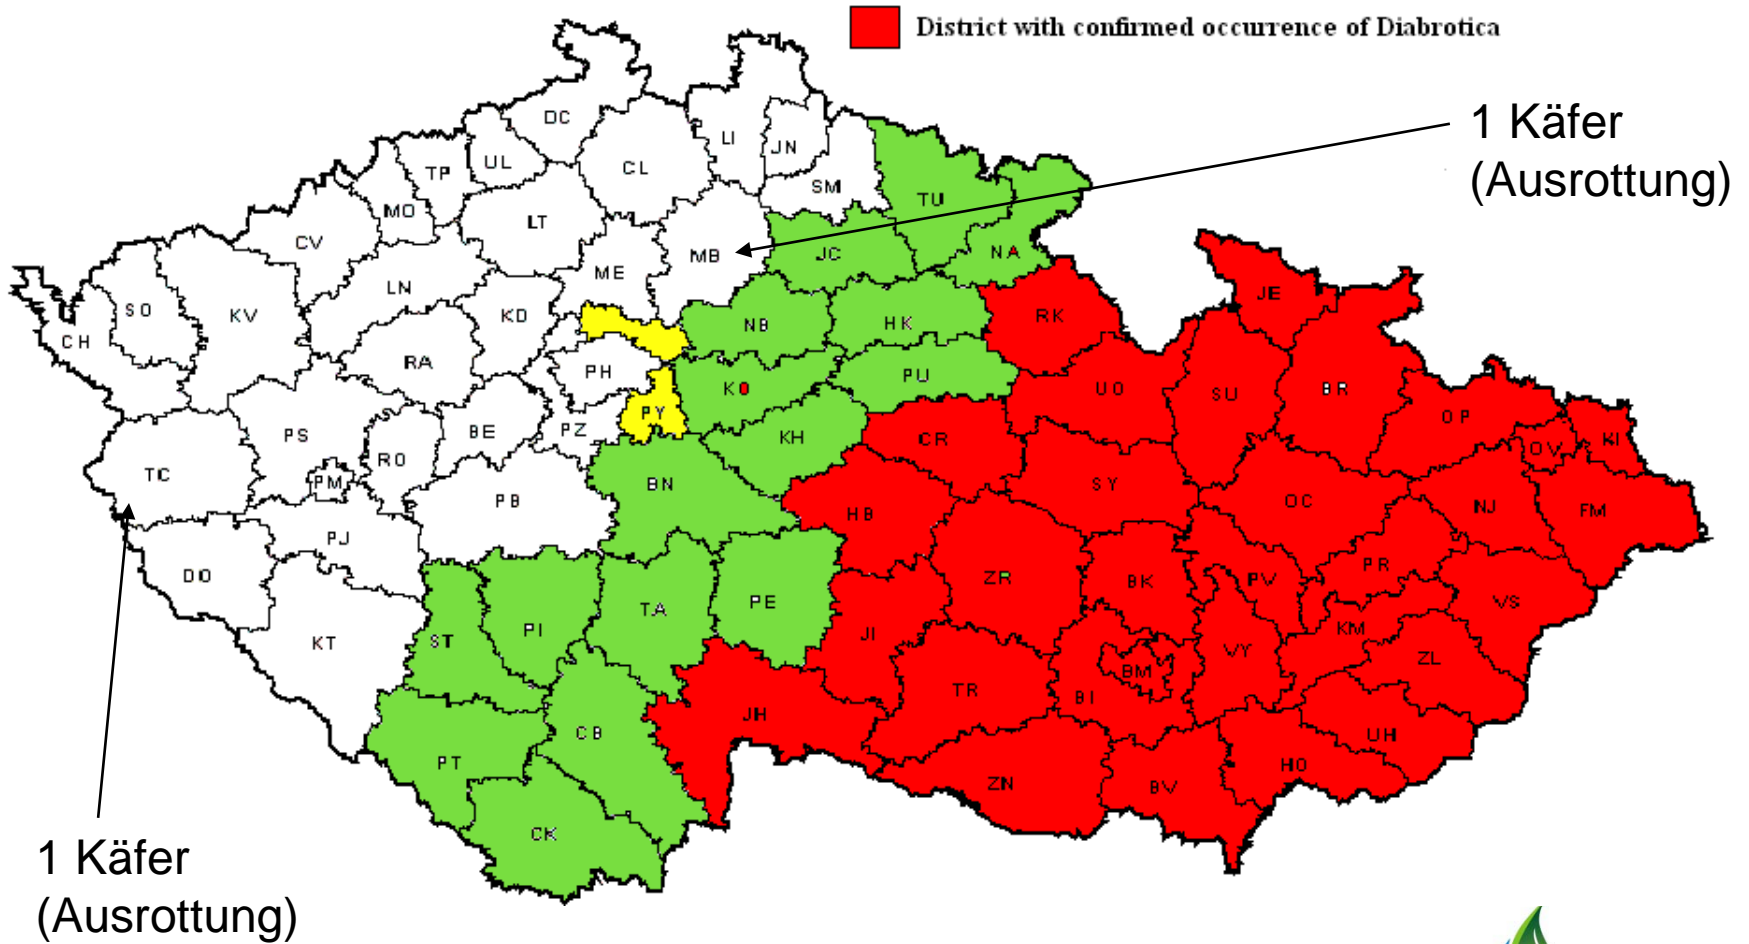 District with confirmed occurrence of Diabrotica
1 Käfer
(Ausrottung)
DC
LI
JN
UL
TP
CL
SM
MO
TU
LT
CV
MB
JC
NA
ME
LN
SO
KV
KD
JE
RK
CH
NB
HK
RA
PH
KO
PU
UO
SU
BR
PY
OP
PS
BE
PZ
KH
CR
KI
OV
RO
TC
PM
PB
BN
SY
HB
OC
NJ
FM
PJ
DO
ZR
BK
PV
PR
TA
PE
VS
KT
ST
PI
JI
KM
VY
ZL
BM
TR
BI
JH
CB
UH
PT
ZN
BV
HO
CK
1 Käfer
(Ausrottung)